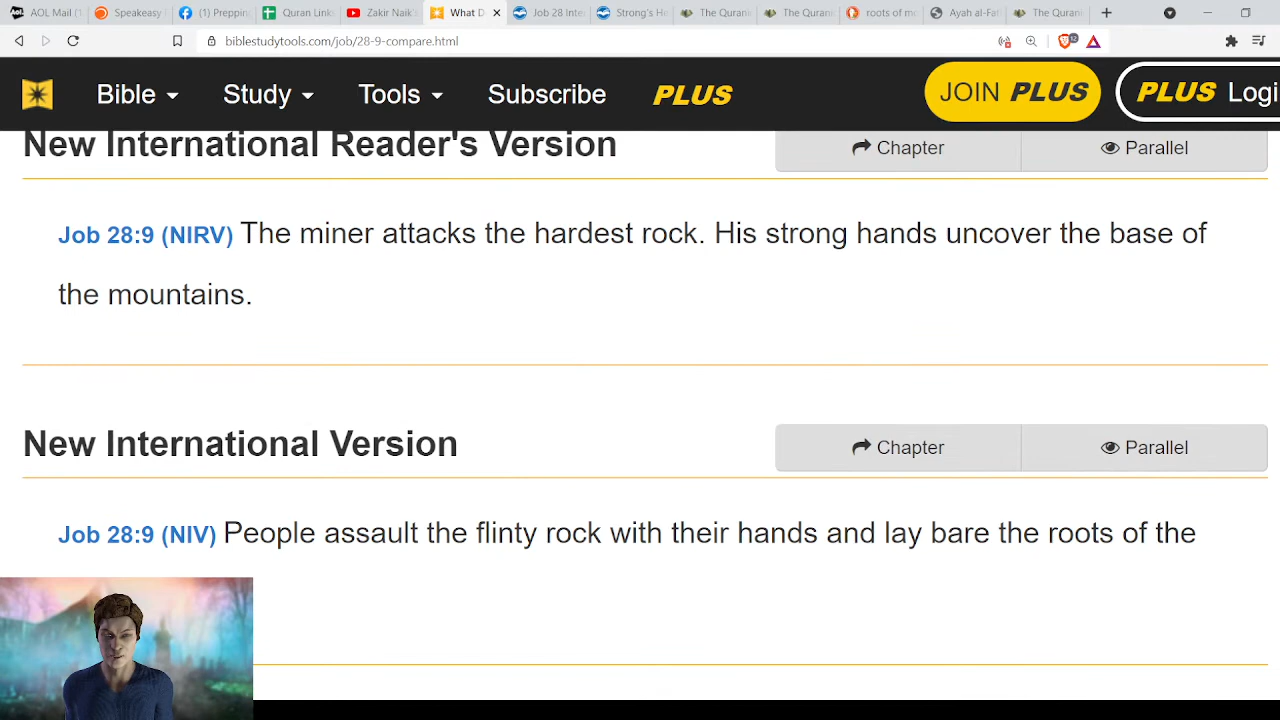 AOL Mail (1
Speakeasy
(1) Preppin
Quran Link
Zakir Naik'
What D
Job 28 Inte
Strong's He
The Quran
The Quran
roots of m
Ayah al-Fat
The Quran
biblestudytools.com/job/28-9-compare.html
12
Bible
Study
Tools
Subscribe
PLUS
JOIN PLUS
PLUS Logi
New International Reader's Version
Chapter
Parallel
Job 28:9 (NIRV) The miner attacks the hardest rock. His strong hands uncover the base of
the mountains.
New International Version
Chapter
Parallel
Job 28:9 (NIV) People assault the flinty rock with their hands and lay bare the roots of the